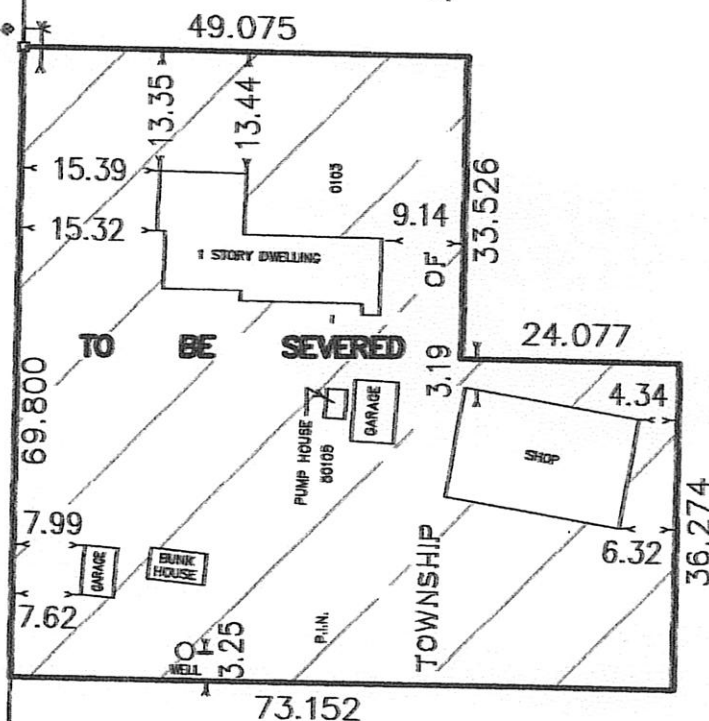 49.075
13.35
13.44
15.39
0103
33.526
9.14
15.32
1 STORY DWELLING
OF
TO BE SEVERED
24.077
3.19
4.34
69.800
PUMP HOUSE
80108
GARAGE
SHOP
7.99
6.32
36.274
GARAGE
BUNK
HOUSE
TOWNSHIP
7.62
P.I.N.
3.25
WELL
73.152